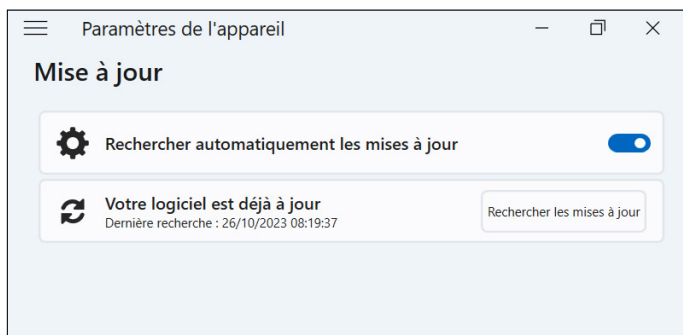 Paramètres de l'appareil
Mise à jour
Rechercher automatiquement les mises à jour
Votre logiciel est déjà à jour
Dernière recherche : 26/10/2023 08:19:37
Rechercher les mises à jour